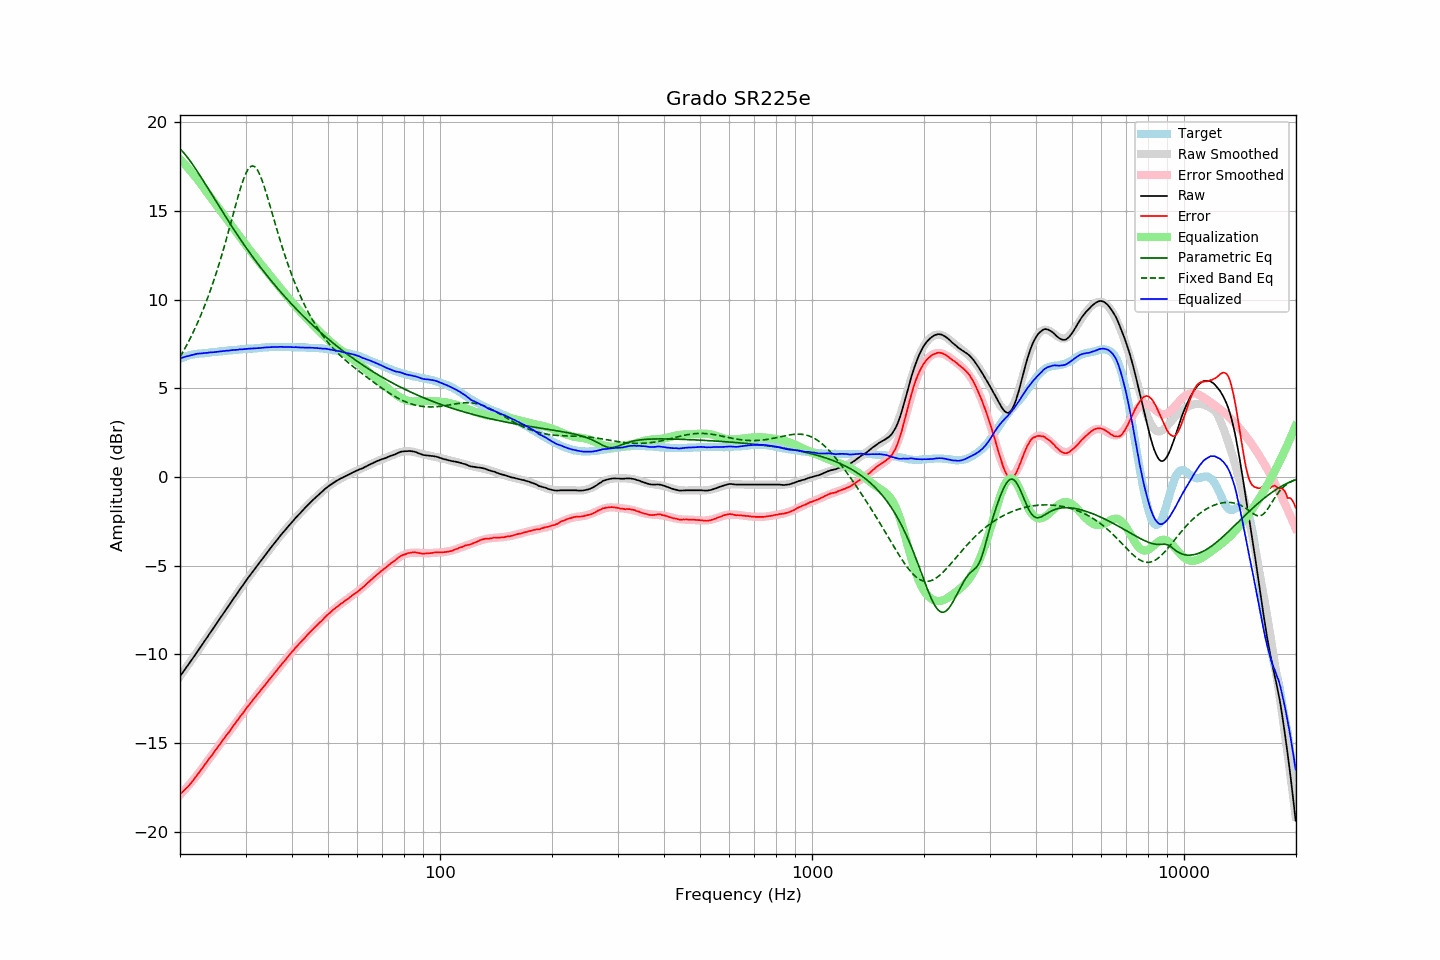 Grado SR225e
20
15
10
5
0
−5
−10
−15
−20
Amplitude (dBr)
Target
Raw Smoothed
Error Smoothed
Raw
Error
Equalization
Parametric Eq
Fixed Band Eq
Equalized
100
1000
10000
Frequency (Hz)